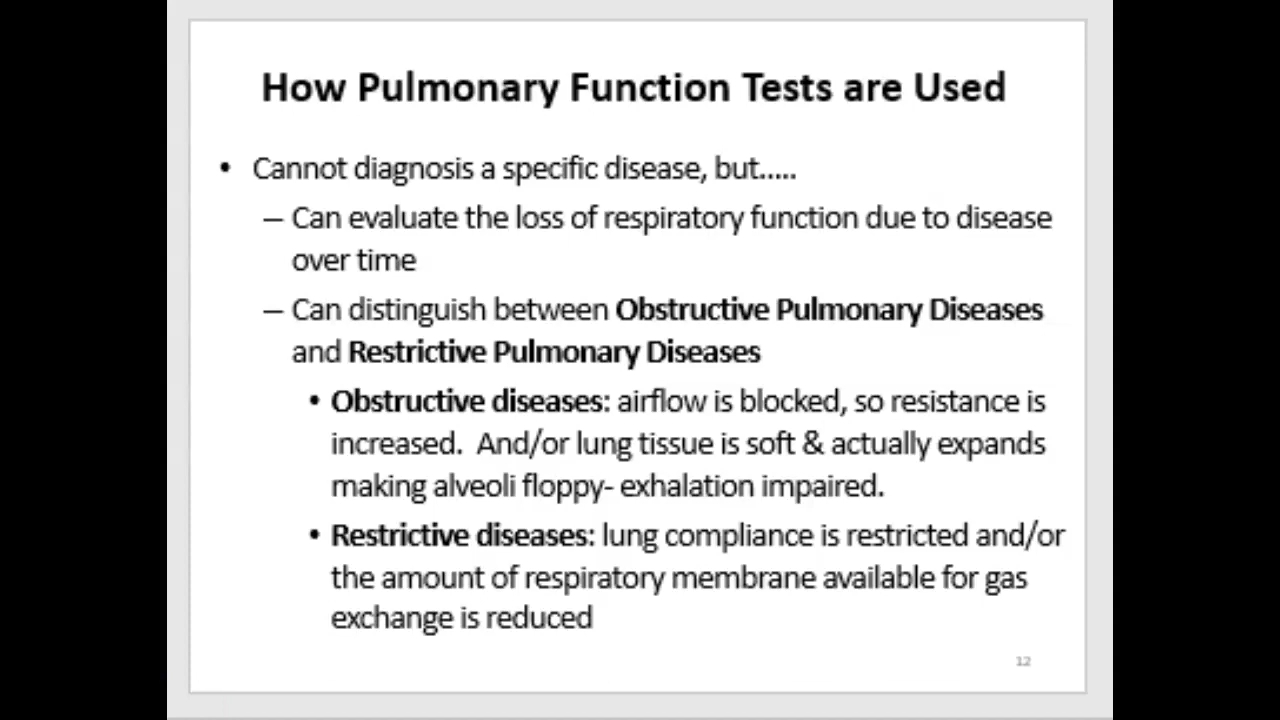 How Pulmonary Function Tests are Used
• Cannot diagnosis a specific disease, but.....
– Can evaluate the loss of respiratory function due to disease
over time
– Can distinguish between Obstructive Pulmonary Diseases
and Restrictive Pulmonary Diseases
• Obstructive diseases: airflow is blocked, so resistance is
increased.  And/or lung tissue is soft & actually expands
making alveoli floppy- exhalation impaired.
• Restrictive diseases: lung compliance is restricted and/or
the amount of respiratory membrane available for gas
exchange is reduced
12